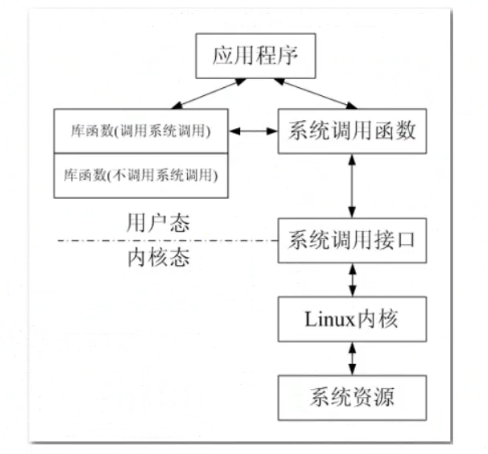 应用程序
库函数(调用系统调用)
系统调用函数
库函数(不调用系统调用)
用户态
系统调用接口
内核态
Linux内核
系统资源